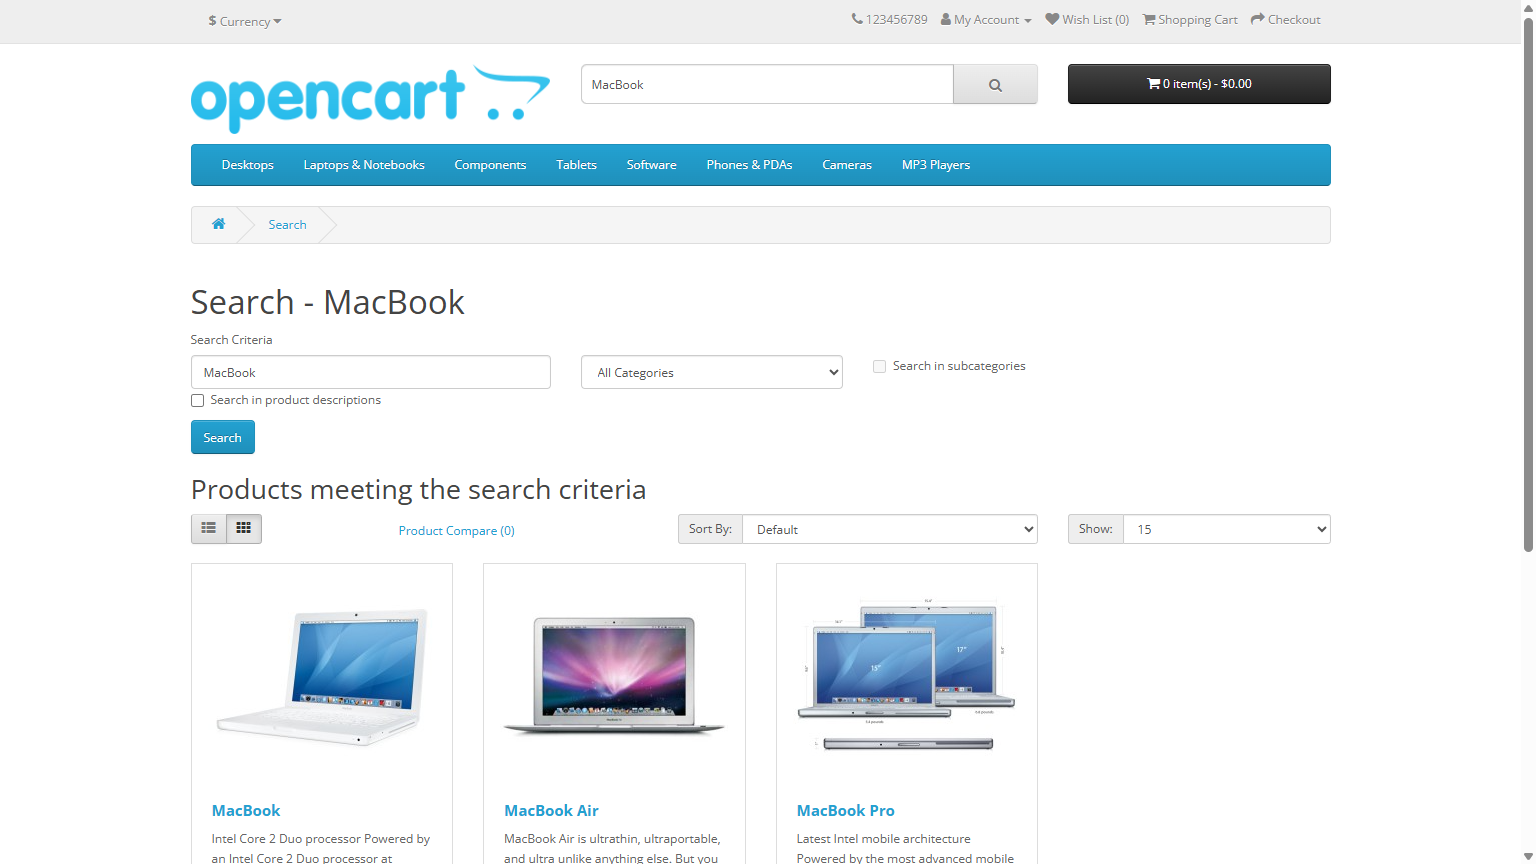 $ Currency
123456789 My Account Wish List (0) Shopping Cart Checkout
opencart
MacBook
0 item(s) - $0.00
Desktops Laptops & Notebooks Components Tablets Software Phones & PDAs Cameras MP3 Players
Search
Search - MacBook
Search Criteria
MacBook
All Categories
Search in subcategories
Search in product descriptions
Search
Products meeting the search criteria
Product Compare (0)
Sort By: Default
Show: 15
15"
17"
MacBook
Intel Core 2 Duo processor Powered by
an Intel Core 2 Duo processor at
MacBook Air
MacBook Air is ultrathin, ultraportable,
and ultra unlike anything else. But you
MacBook Pro
Latest Intel mobile architecture
Powered by the most advanced mobile